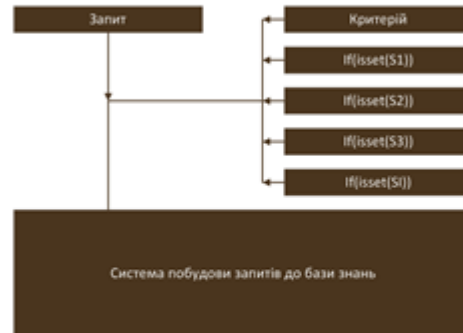 Запит
Критерій
If(isset(S1))
If(isset(S2))
If(isset(S3))
If(isset(SI))
Система побудови запитів до бази знань